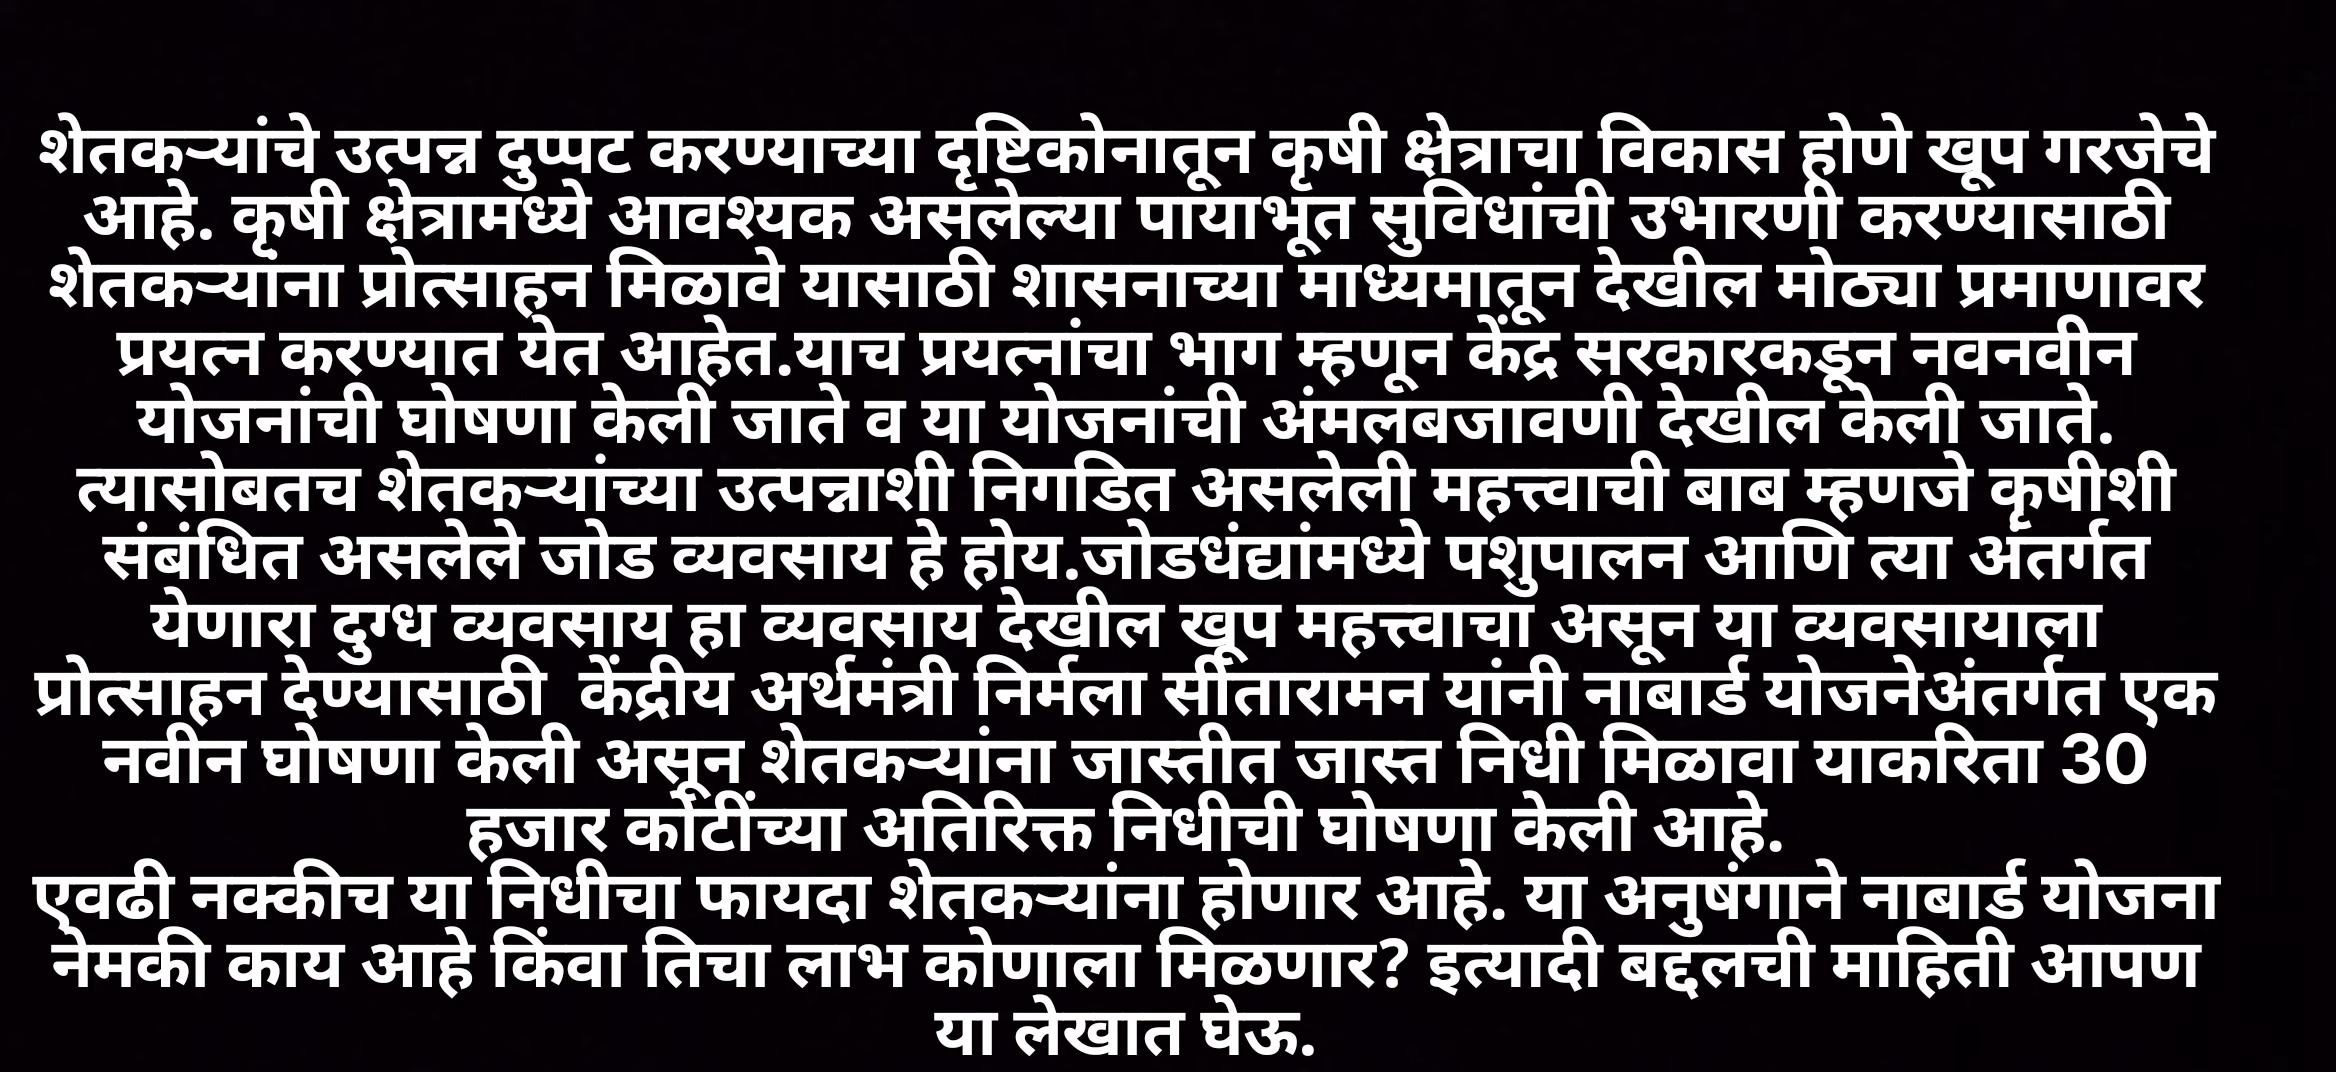 शेतकऱ्यांचे उत्पन्न दुप्पट करण्याच्या दृष्टिकोनातून कृषी क्षेत्राचा विकास होणे खूप गरजेचे
आहे. कृषी क्षेत्रामध्ये आवश्यक असलेल्या पायाभूत सुविधांची उभारणी करण्यासाठी
शेतकऱ्यांना प्रोत्साहन मिळावे यासाठी शासनाच्या माध्यमातून देखील मोठ्या प्रमाणावर
प्रयत्न करण्यात येत आहेत.याच प्रयत्नांचा भाग म्हणून केंद्र सरकारकडून नवनवीन
योजनांची घोषणा केली जाते व या योजनांची अंमलबजावणी देखील केली जाते.
त्यासोबतच शेतकऱ्यांच्या उत्पन्नाशी निगडित असलेली महत्त्वाची बाब म्हणजे कृषीशी
संबंधित असलेले जोड व्यवसाय हे होय.जोडधंद्यांमध्ये पशुपालन आणि त्या अंतर्गत
येणारा दुग्ध व्यवसाय हा व्यवसाय देखील खूप महत्त्वाचा असून या व्यवसायाला
प्रोत्साहन देण्यासाठी  केंद्रीय अर्थमंत्री निर्मला सीतारामन यांनी नाबार्ड योजनेअंतर्गत एक
नवीन घोषणा केली असून शेतकऱ्यांना जास्तीत जास्त निधी मिळावा याकरिता 30
हजार कोटींच्या अतिरिक्त निधीची घोषणा केली आहे.
एवढी नक्कीच या निधीचा फायदा शेतकऱ्यांना होणार आहे. या अनुषंगाने नाबार्ड योजना
नेमकी काय आहे किंवा तिचा लाभ कोणाला मिळणार? इत्यादी बद्दलची माहिती आपण
या लेखात घेऊ.